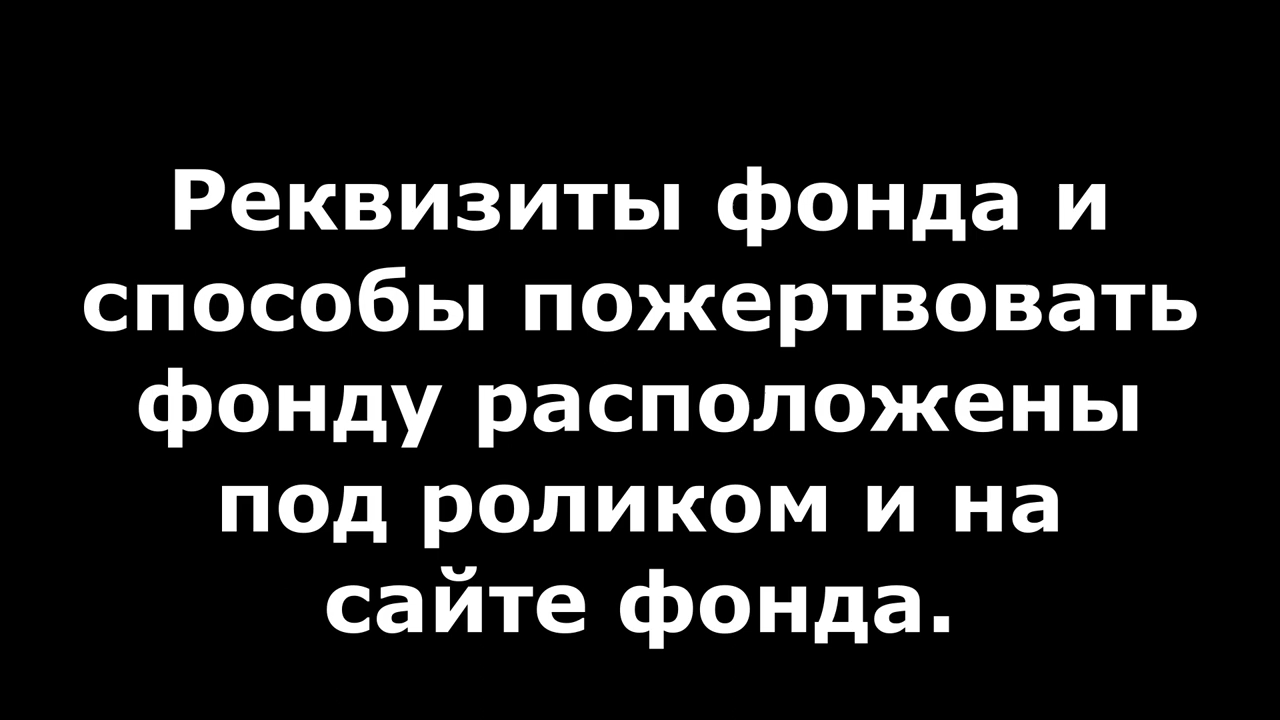 Реквизиты фонда и
способы пожертвовать
фонду расположены
под роликом и на
сайте фонда.